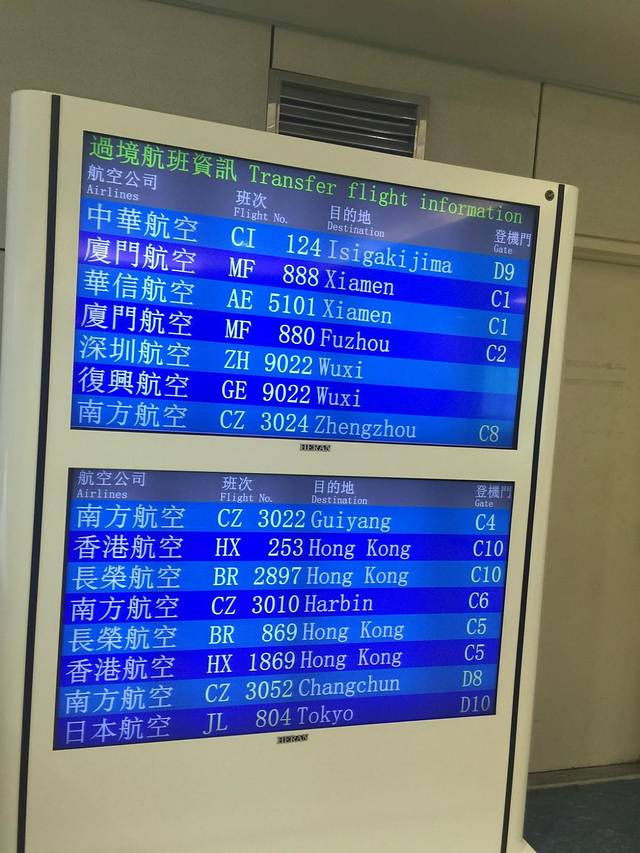 過境航班資訊 Transfer flight information
航空公司 班次 目的地 登機門
Airlines Flight No. Destination Gate
中華航空 CI 124 Isigakijima D9
廈門航空 MF 888 Xiamen C1
華信航空 AE 5101 Xiamen C1
廈門航空 MF 880 Fuzhou C2
深圳航空 ZH 9022 Wuxi
復興航空 GE 9022 Wuxi
南方航空 CZ 3024 Zhengzhou C8
HERAN
航空公司 班次 目的地 登機門
Airlines Flight No. Destination Gate
南方航空 CZ 3022 Guiyang C4
香港航空 HX 253 Hong Kong C10
長榮航空 BR 2897 Hong Kong C10
南方航空 CZ 3010 Harbin C6
長榮航空 BR 869 Hong Kong C5
香港航空 HX 1869 Hong Kong C5
南方航空 CZ 3052 Changchun D8
日本航空 JL 804 Tokyo D10
HERAN